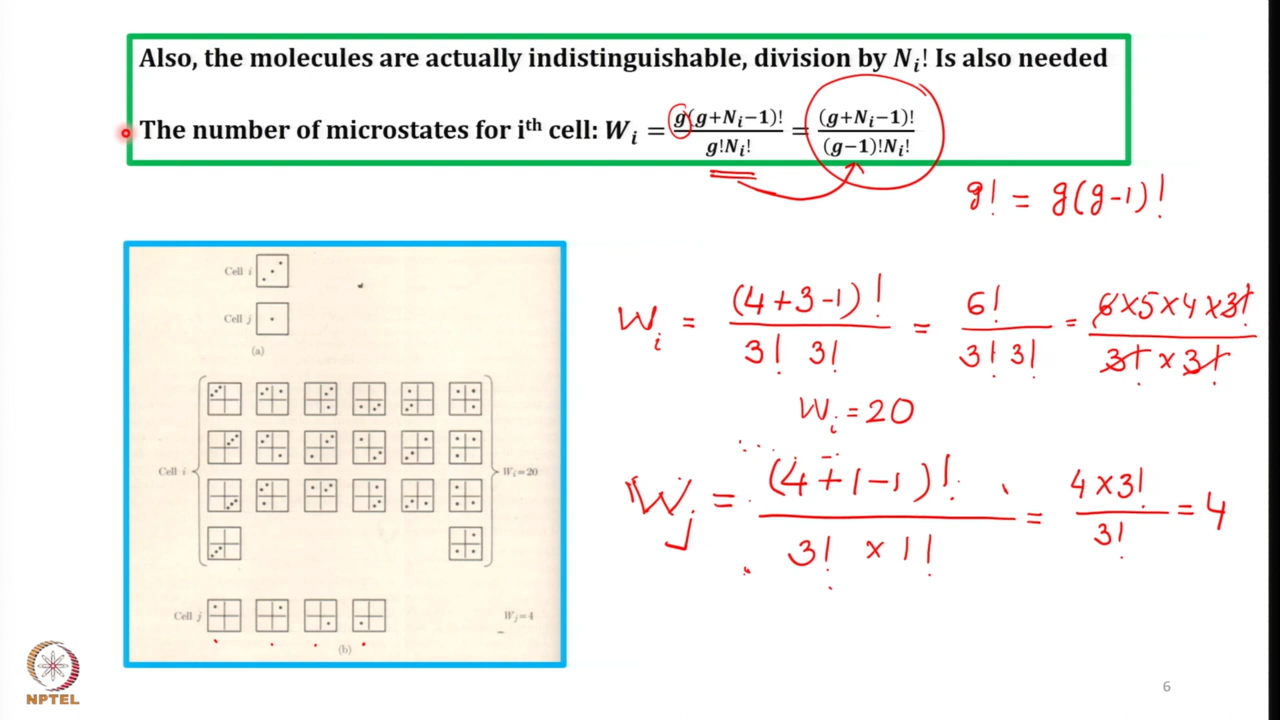 Also, the molecules are actually indistinguishable, division by Nᵢ! Is also needed
The number of microstates for iᵗʰ cell: Wᵢ = g(g+Nᵢ−1)!/g!Nᵢ! = (g+Nᵢ−1)!/(g−1)!Nᵢ!
g! = g(g-1)!
Cell i
Cell j
(a)
Cell i
Wᵢ=20
Cell j
Wⱼ=4
(b)
Wᵢ = (4+3-1)!/3! 3! = 6!/3! 3! = 6×5×4×3!/3!×3!
Wᵢ = 20
Wⱼ = (4+1-1)!/3! × 1! = 4×3!/3! = 4
NPTEL
6